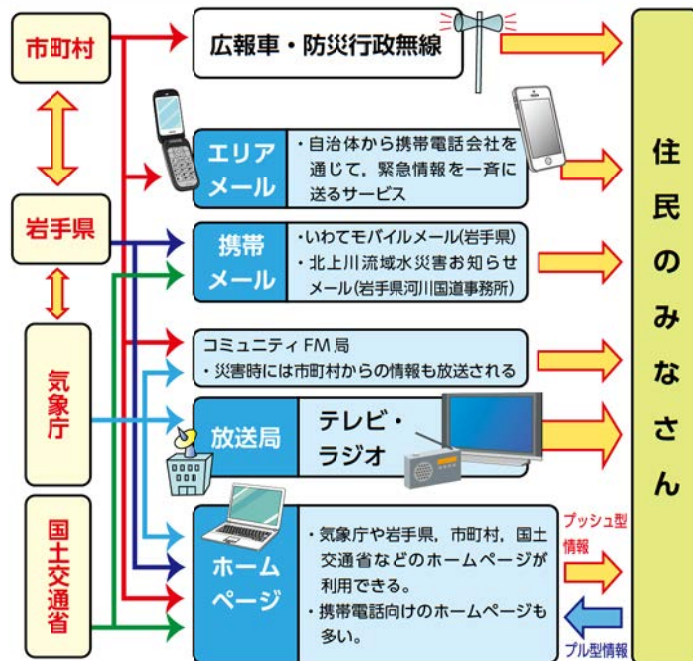 市町村
広報車・防災行政無線
エリア
メール
・自治体から携帯電話会社を
通じて，緊急情報を一斉に
送るサービス
岩手県
携帯
メール
・いわてモバイルメール(岩手県)
・北上川流域水災害お知らせ
メール(岩手県河川国道事務所)
コミュニティFM局
・災害時には市町村からの情報も放送される
気象庁
放送局
テレビ・
ラジオ
国土交通省
ホーム
ページ
・気象庁や岩手県，市町村，国土
交通省などのホームページが
利用できる。
・携帯電話向けのホームページも
多い。
プッシュ型
情報
プル型情報
住民のみなさん